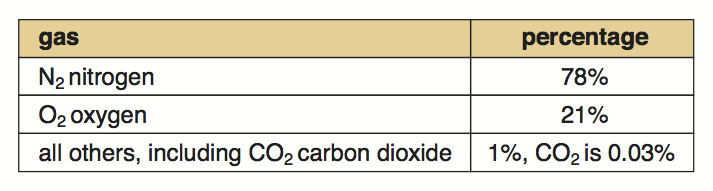 gas percentage
N₂ nitrogen 78%
O₂ oxygen 21%
all others, including CO₂ carbon dioxide 1%, CO₂ is 0.03%